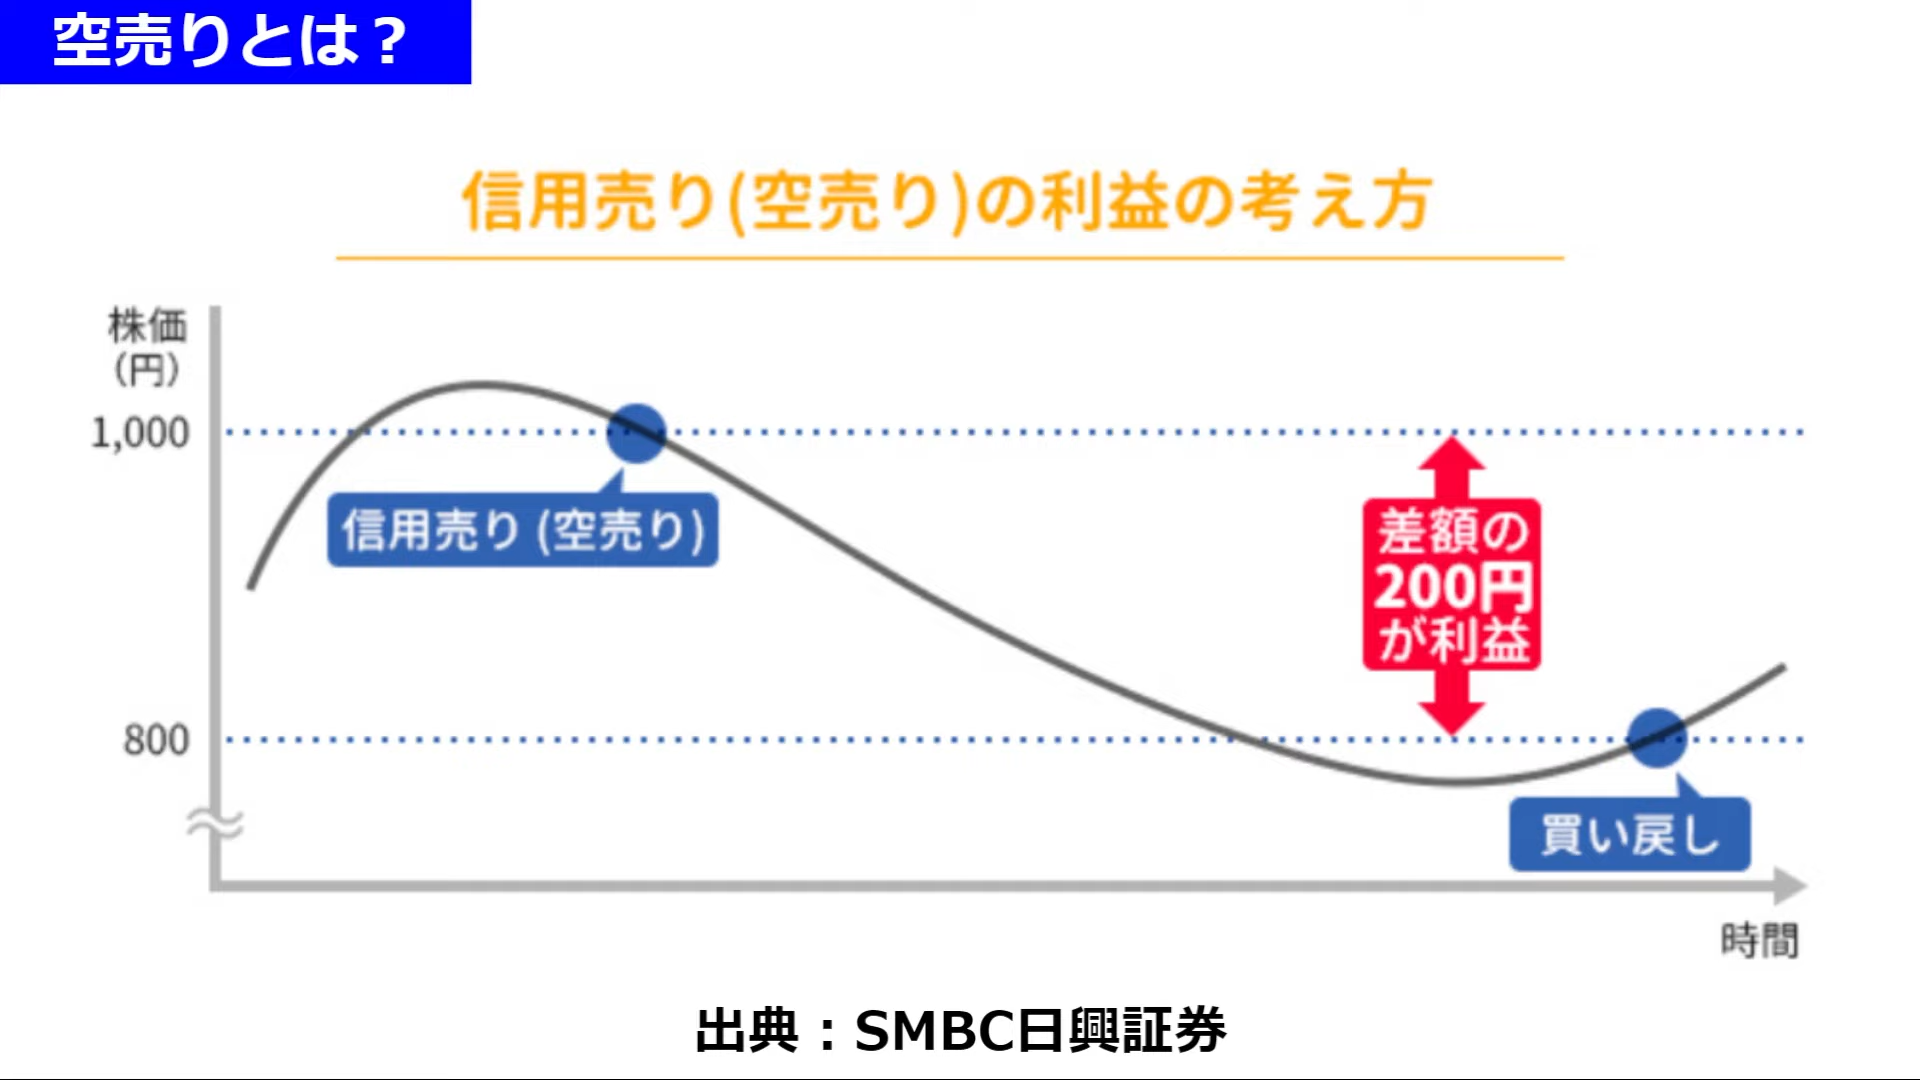 空売りとは？
信用売り(空売り)の利益の考え方
株価
(円)
1,000
信用売り (空売り)
差額の
200円
が利益
800
買い戻し
時間
出典：SMBC日興証券